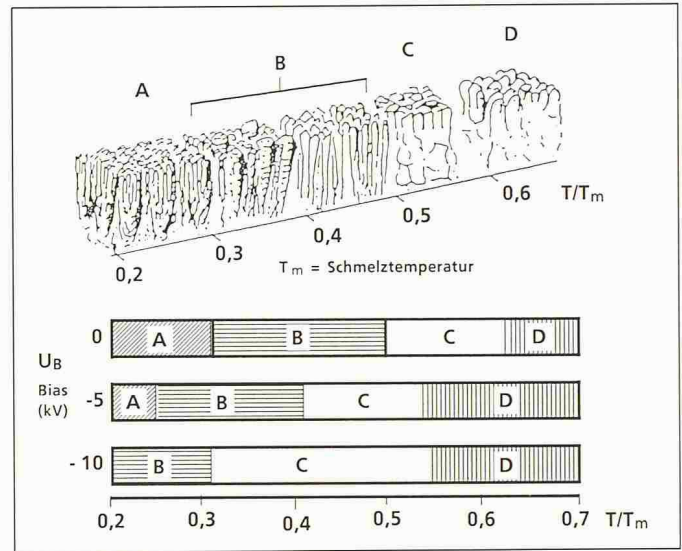 A
B
C
D
0,2
0,3
0,4
0,5
0,6
T/Tm
Tm = Schmelztemperatur
UB
Bias
(kV)
0
A
B
C
D
-5
A
B
C
D
- 10
B
C
D
0,2
0,3
0,4
0,5
0,6
0,7
T/Tm